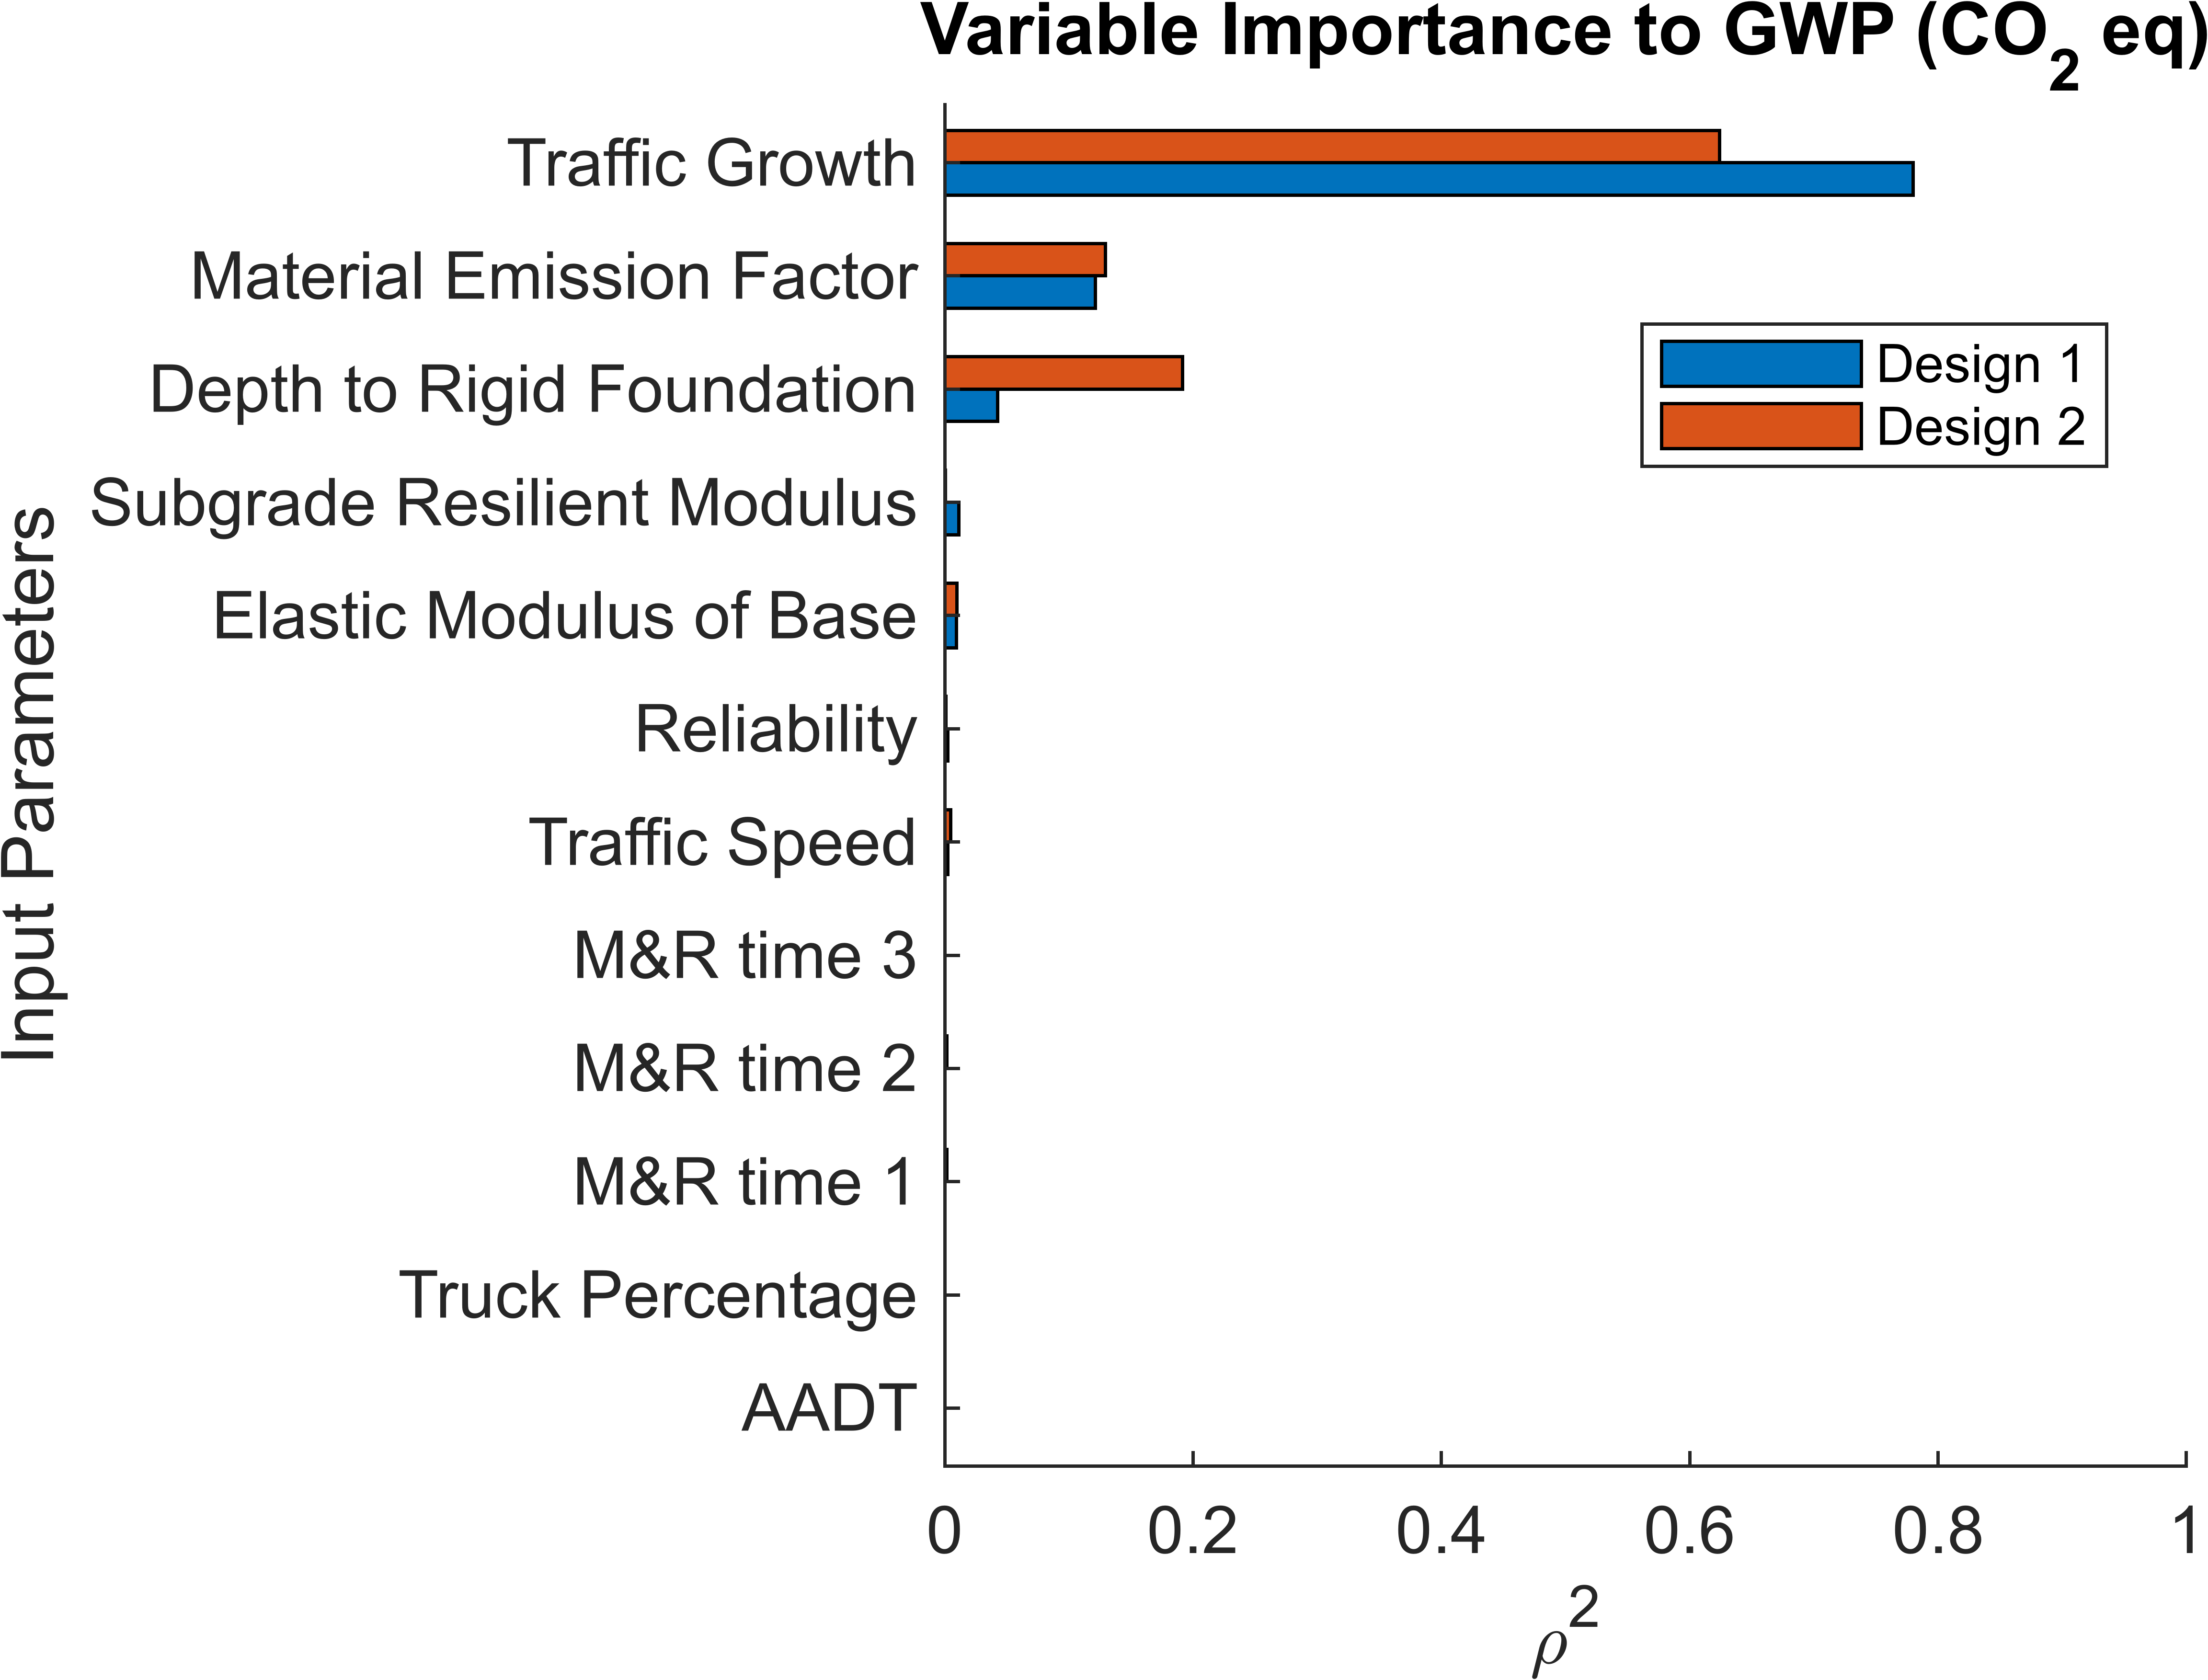 Variable Importance to GWP (CO₂ eq)
Input Parameters
Traffic Growth
Material Emission Factor
Depth to Rigid Foundation
Subgrade Resilient Modulus
Elastic Modulus of Base
Reliability
Traffic Speed
M&R time 3
M&R time 2
M&R time 1
Truck Percentage
AADT
Design 1
Design 2
0 0.2 0.4 0.6 0.8 1
ρ²